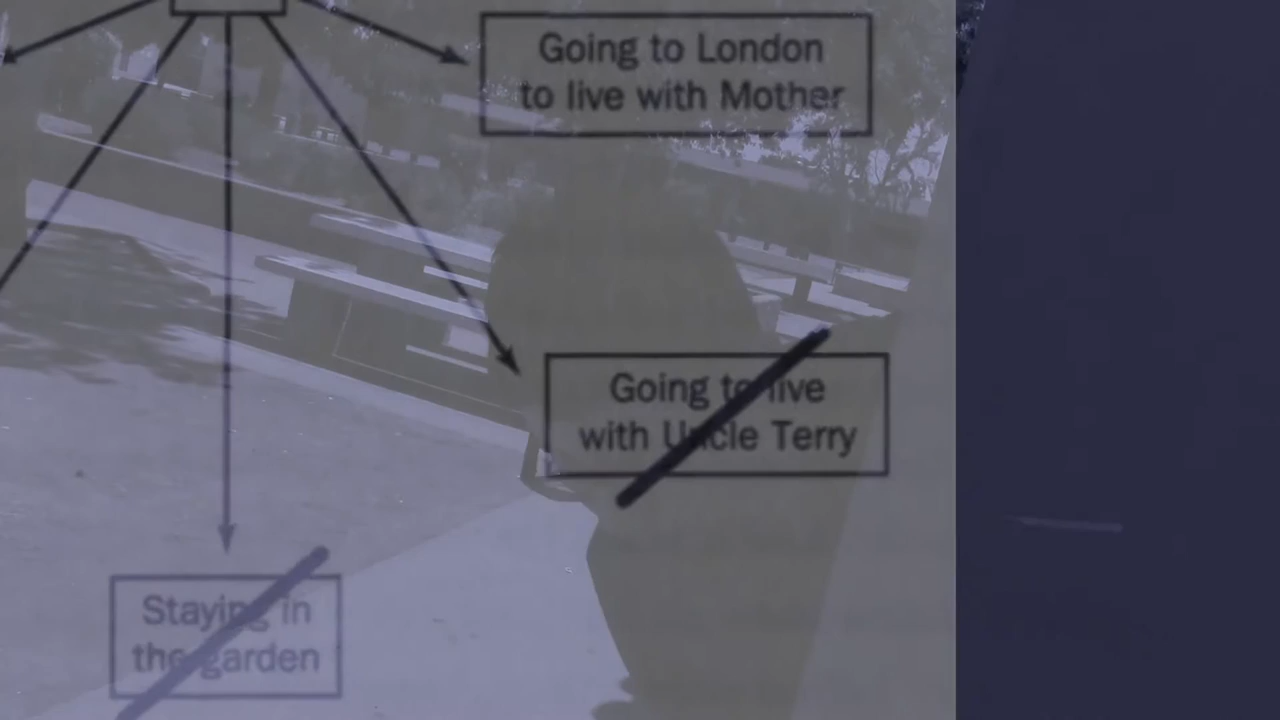 Going to London
to live with Mother
Going to live
with Uncle Terry
Staying in
the garden